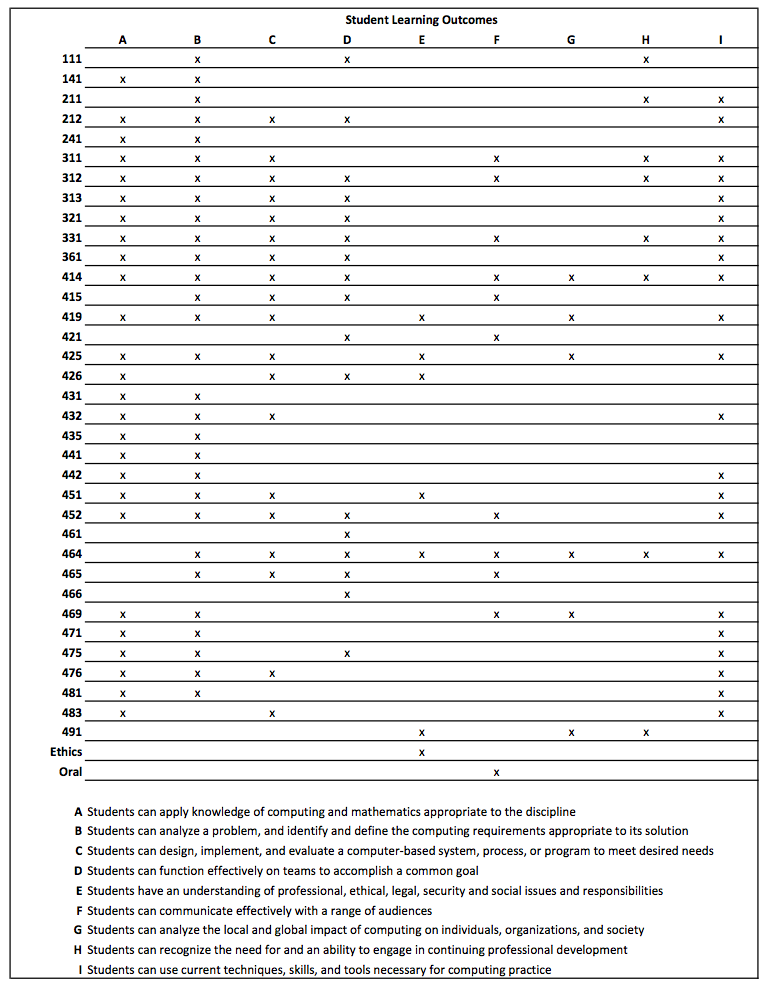 Student Learning Outcomes
A B C D E F G H I
111 x x x
141 x x
211 x x x
212 x x x x x
241 x x
311 x x x x x x
312 x x x x x x x
313 x x x x x
321 x x x x x
331 x x x x x x x
361 x x x x x
414 x x x x x x x x
415 x x x x
419 x x x x x x
421 x x
425 x x x x x x
426 x x x x
431 x x
432 x x x x
435 x x
441 x x
442 x x x
451 x x x x x
452 x x x x x x
461 x
464 x x x x x x x x
465 x x x x
466 x
469 x x x x x
471 x x x
475 x x x x
476 x x x x
481 x x x
483 x x x
491 x x x
Ethics x
Oral x
A Students can apply knowledge of computing and mathematics appropriate to the discipline
B Students can analyze a problem, and identify and define the computing requirements appropriate to its solution
C Students can design, implement, and evaluate a computer-based system, process, or program to meet desired needs
D Students can function effectively on teams to accomplish a common goal
E Students have an understanding of professional, ethical, legal, security and social issues and responsibilities
F Students can communicate effectively with a range of audiences
G Students can analyze the local and global impact of computing on individuals, organizations, and society
H Students can recognize the need for and an ability to engage in continuing professional development
I Students can use current techniques, skills, and tools necessary for computing practice